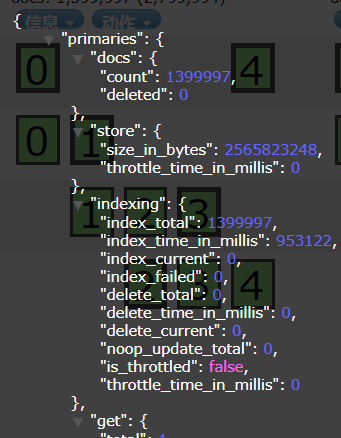 docs: 1,399,997 (2,799,994)
信息 动作
{
"primaries": {
"docs": {
"count": 1399997,
"deleted": 0
},
"store": {
"size_in_bytes": 2565823248,
"throttle_time_in_millis": 0
},
"indexing": {
"index_total": 1399997,
"index_time_in_millis": 953122,
"index_current": 0,
"index_failed": 0,
"delete_total": 0,
"delete_time_in_millis": 0,
"delete_current": 0,
"noop_update_total": 0,
"is_throttled": false,
"throttle_time_in_millis": 0
},
"get": {
0 4
0 1
1 2 3
2 3 4